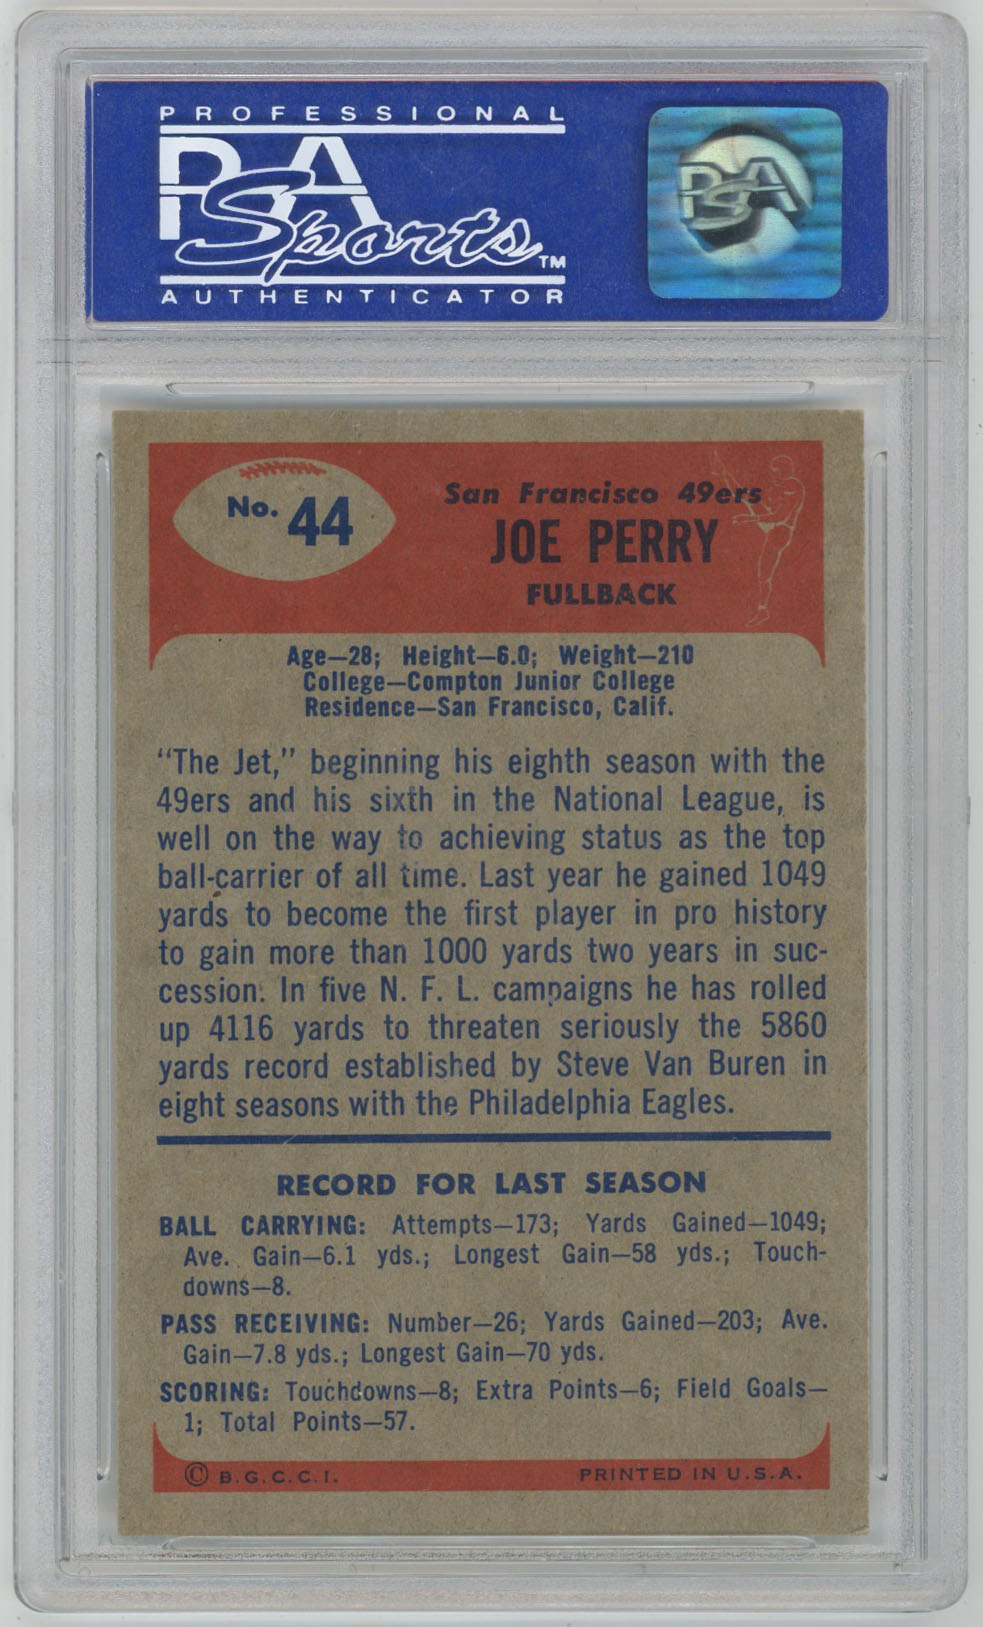 PROFESSIONAL
PSA
Sports TM
AUTHENTICATOR
PSA
No. 44
San Francisco 49ers
JOE PERRY
FULLBACK
Age—28; Height—6.0; Weight—210
College—Compton Junior College
Residence—San Francisco, Calif.
“The Jet,” beginning his eighth season with the
49ers and his sixth in the National League, is
well on the way to achieving status as the top
ball-carrier of all time. Last year he gained 1049
yards to become the first player in pro history
to gain more than 1000 yards two years in suc-
cession. In five N. F. L. campaigns he has rolled
up 4116 yards to threaten seriously the 5860
yards record established by Steve Van Buren in
eight seasons with the Philadelphia Eagles.
RECORD FOR LAST SEASON
BALL CARRYING: Attempts—173; Yards Gained—1049;
Ave. Gain—6.1 yds.; Longest Gain—58 yds.; Touch-
downs—8.
PASS RECEIVING: Number—26; Yards Gained—203; Ave.
Gain—7.8 yds.; Longest Gain—70 yds.
SCORING: Touchdowns—8; Extra Points—6; Field Goals—
1; Total Points—57.
© B.G.C.C.I. PRINTED IN U.S.A.